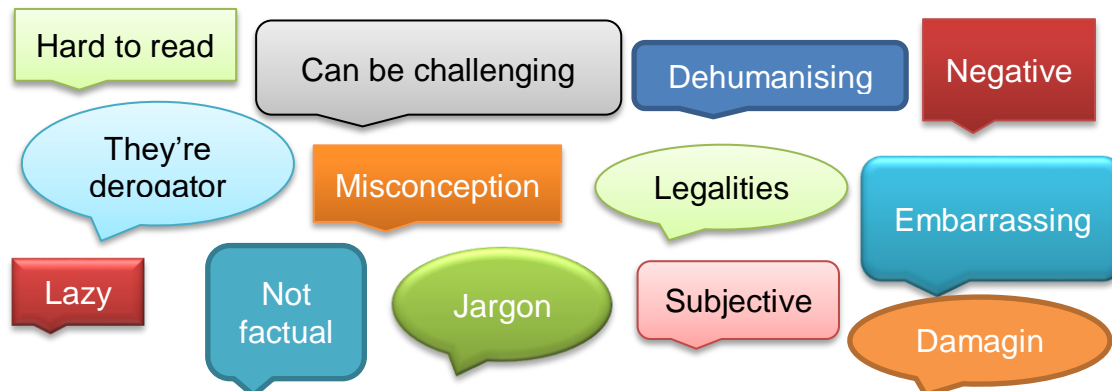 Hard to read
Can be challenging
Dehumanising
Negative
They're
derogator
Misconception
Legalities
Embarrassing
Lazy
Not
factual
Jargon
Subjective
Damagin